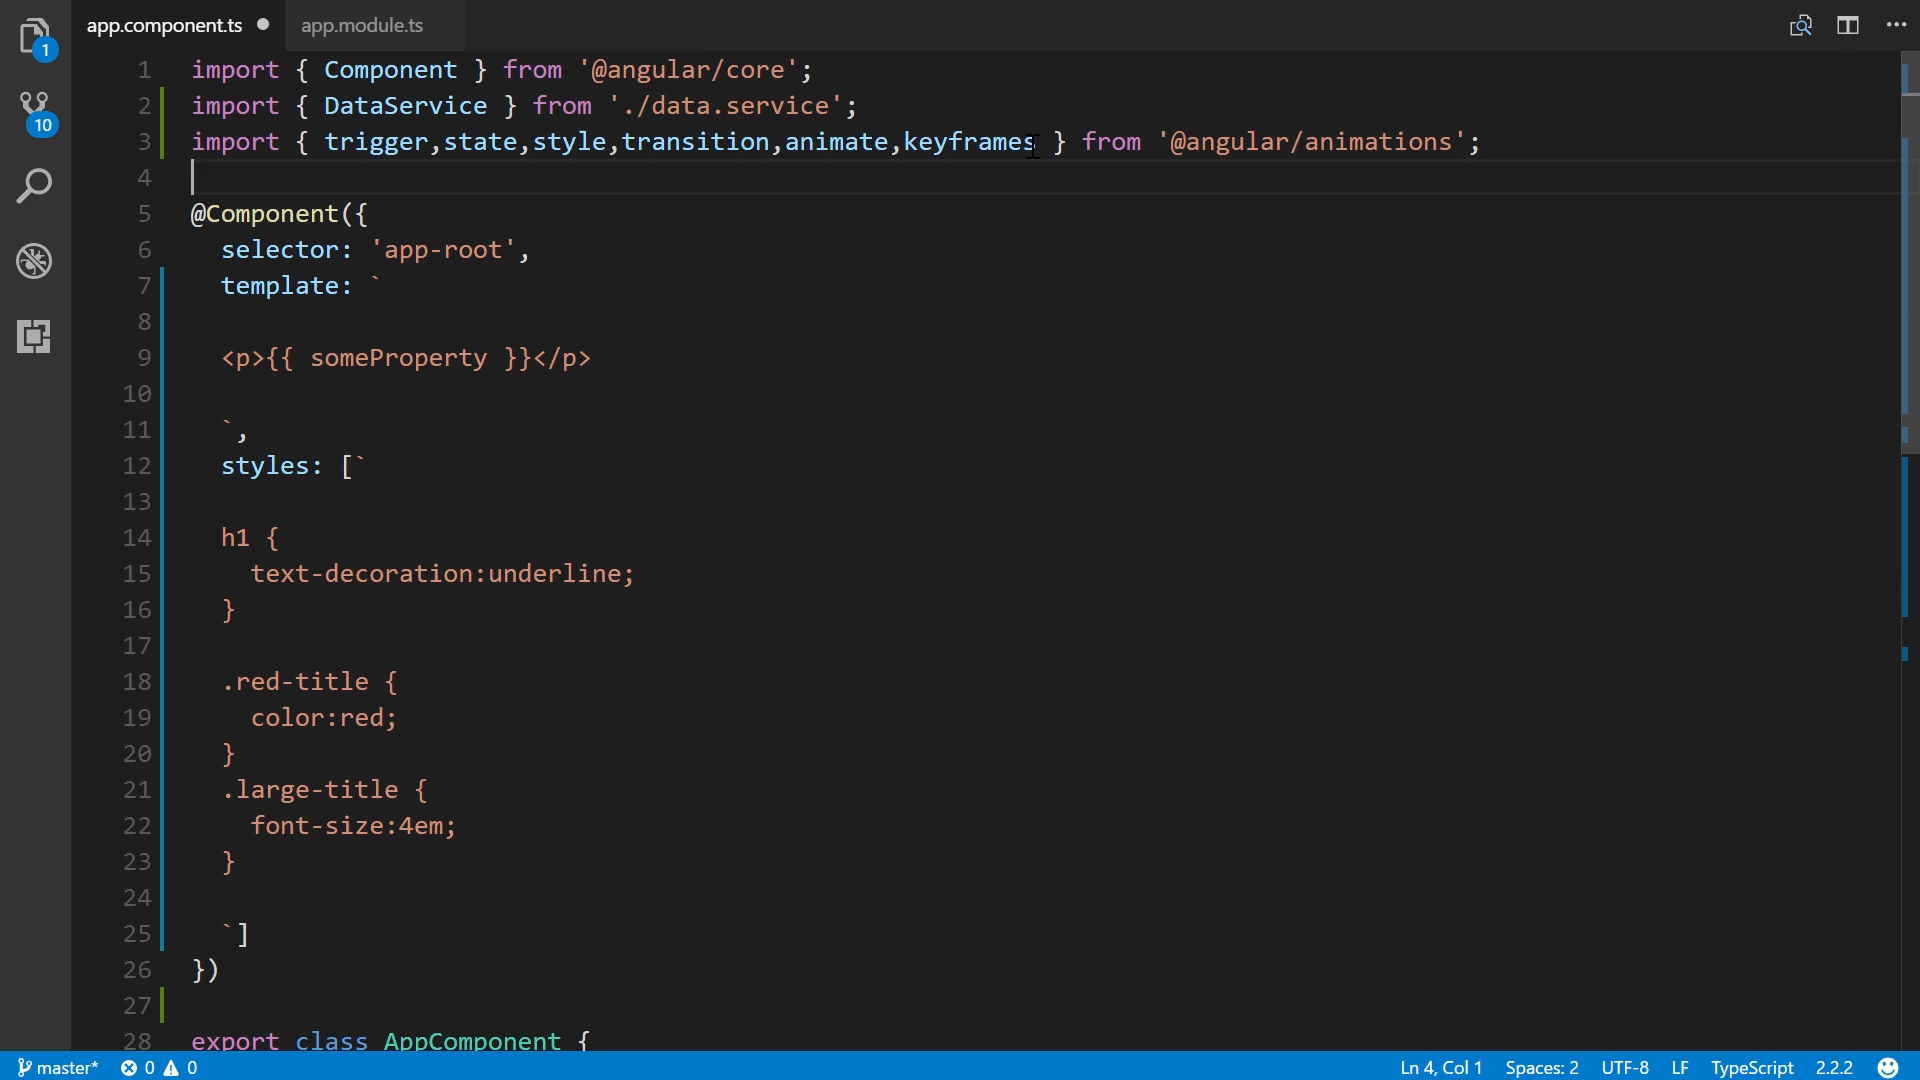 app.component.ts
app.module.ts
1
10
1 import { Component } from '@angular/core';
2 import { DataService } from './data.service';
3 import { trigger,state,style,transition,animate,keyframes } from '@angular/animations';
4
5 @Component({
6   selector: 'app-root',
7   template: `
8
9   <p>{{ someProperty }}</p>
10
11   `,
12   styles: [`
13
14   h1 {
15     text-decoration:underline;
16   }
17
18   .red-title {
19     color:red;
20   }
21   .large-title {
22     font-size:4em;
23   }
24
25   `]
26 })
27
28 export class AppComponent {
master* 0 0 Ln 4, Col 1 Spaces: 2 UTF-8 LF TypeScript 2.2.2